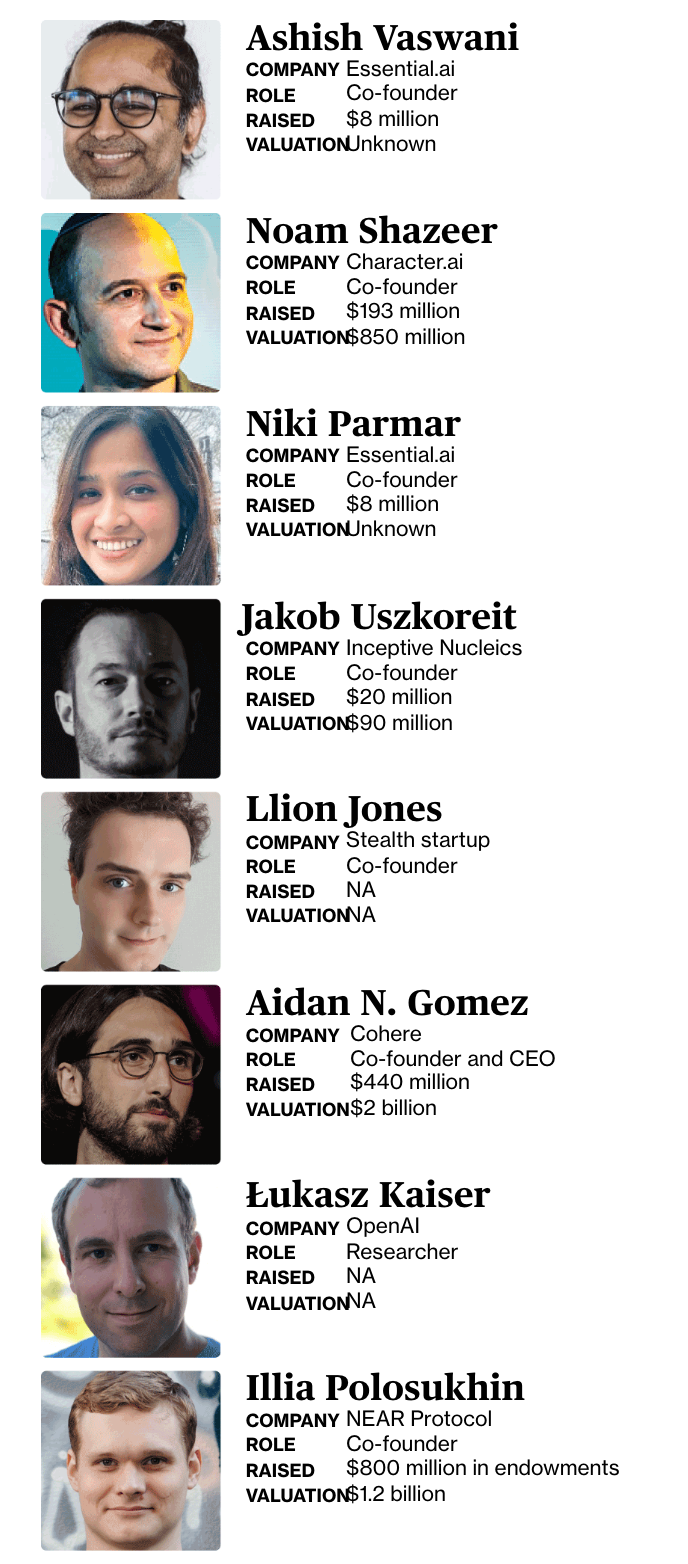 Ashish Vaswani
COMPANY Essential.ai
ROLE Co-founder
RAISED $8 million
VALUATION Unknown
Noam Shazeer
COMPANY Character.ai
ROLE Co-founder
RAISED $193 million
VALUATION $850 million
Niki Parmar
COMPANY Essential.ai
ROLE Co-founder
RAISED $8 million
VALUATION Unknown
Jakob Uszkoreit
COMPANY Inceptive Nucleics
ROLE Co-founder
RAISED $20 million
VALUATION $90 million
Llion Jones
COMPANY Stealth startup
ROLE Co-founder
RAISED NA
VALUATION NA
Aidan N. Gomez
COMPANY Cohere
ROLE Co-founder and CEO
RAISED $440 million
VALUATION $2 billion
Łukasz Kaiser
COMPANY OpenAI
ROLE Researcher
RAISED NA
VALUATION NA
Illia Polosukhin
COMPANY NEAR Protocol
ROLE Co-founder
RAISED $800 million in endowments
VALUATION $1.2 billion